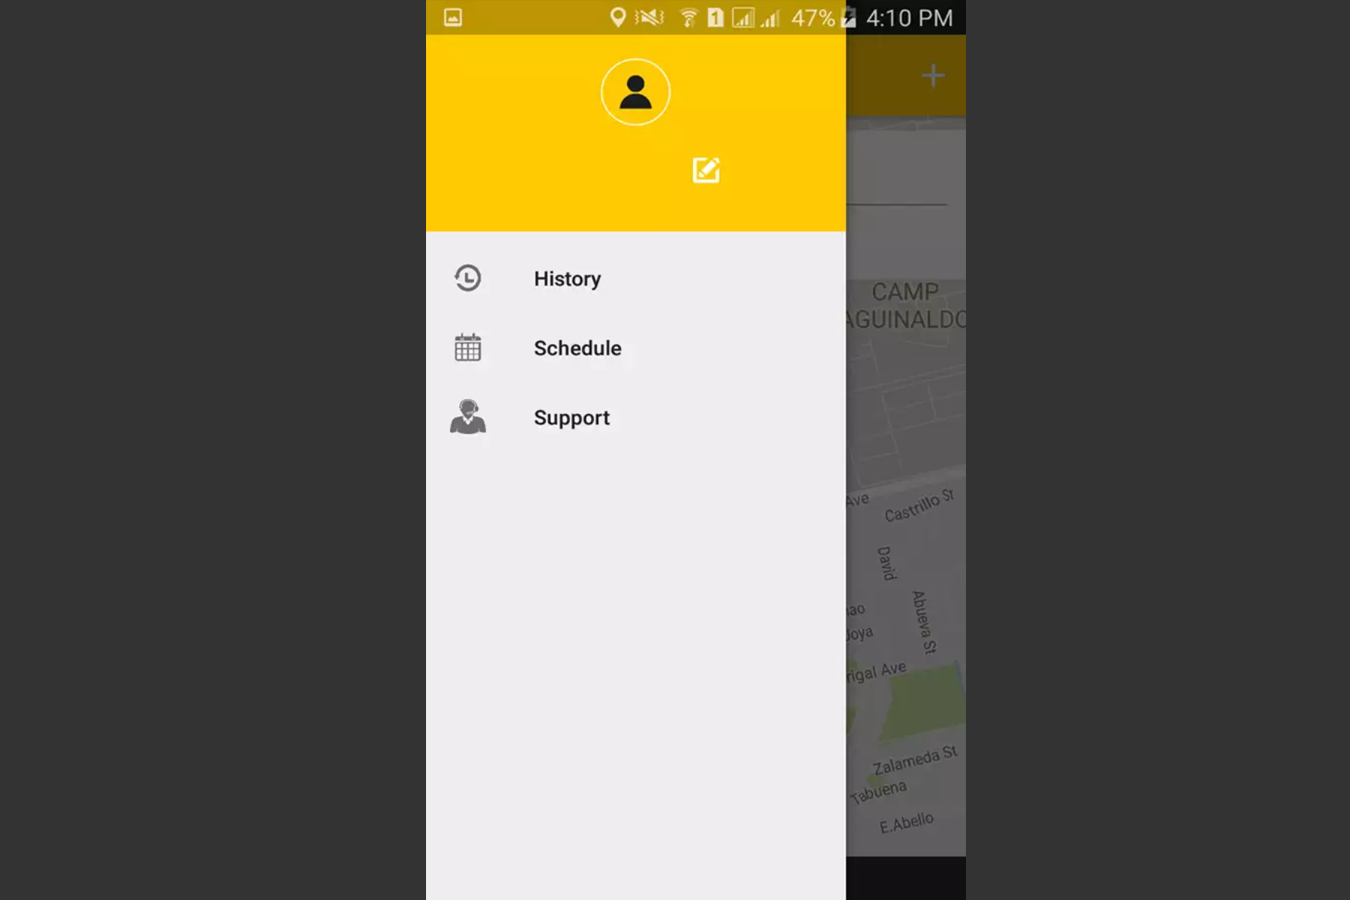 1 47% 4:10 PM
History
Schedule
Support
CAMP
AGUINALDO
Ave
Castrillo St
David
Abueva St
Joya
rigal Ave
Zalameda St
Tabuena
E.Abello